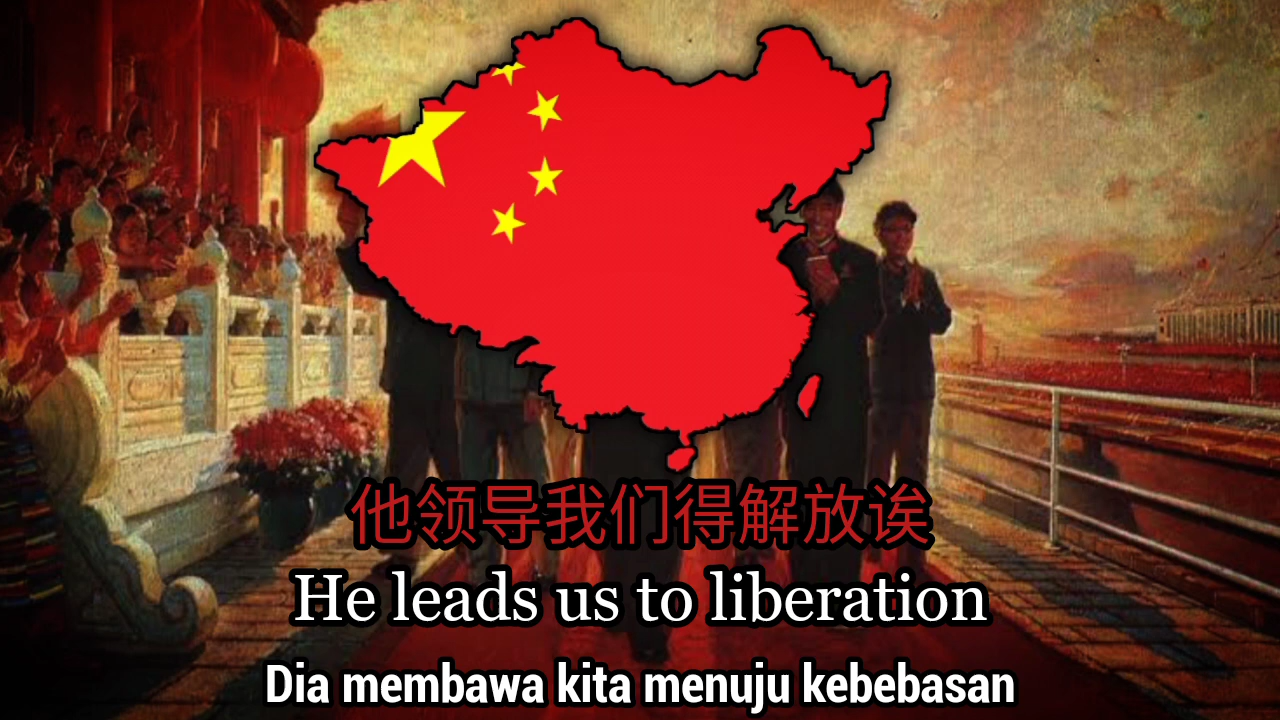 他领导我们得解放诶
He leads us to liberation
Dia membawa kita menuju kebebasan